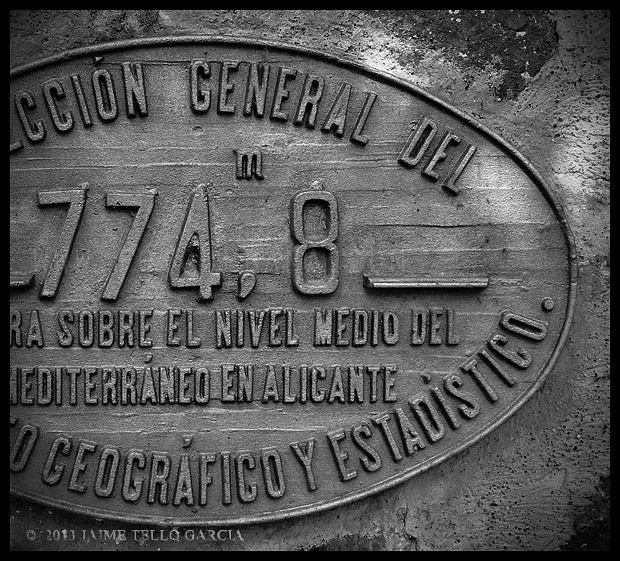 CCIÓN GENERAL DEL
m
774,8
RA SOBRE EL NIVEL MEDIO DEL
MEDITERRÁNEO EN ALICANTE
O GEOGRÁFICO Y ESTADÍSTICO.
© 2013 JAIME TELLO GARCIA